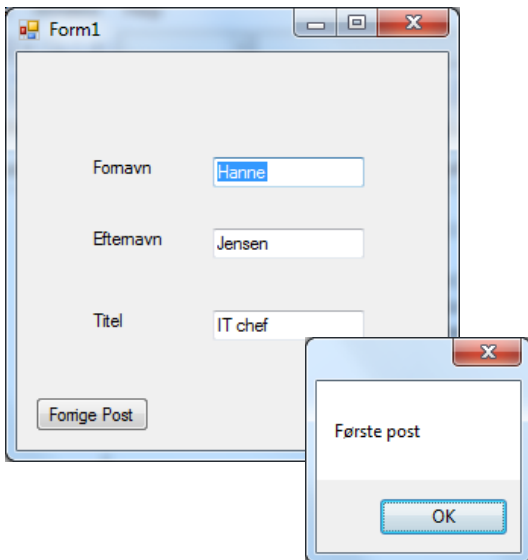 Form1
Fornavn
Hanne
Efternavn
Jensen
Titel
IT chef
Forrige Post
Første post
OK